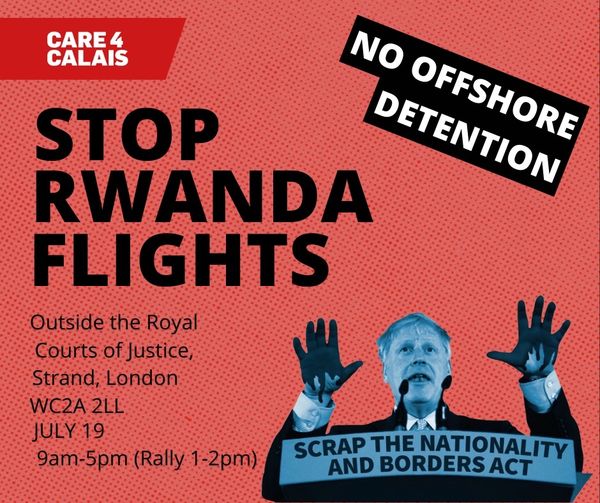 CARE 4
CALAIS
NO OFFSHORE
DETENTION
STOP
RWANDA
FLIGHTS
Outside the Royal
Courts of Justice,
Strand, London
WC2A 2LL
JULY 19
9am-5pm (Rally 1-2pm)
SCRAP THE NATIONALITY
AND BORDERS ACT